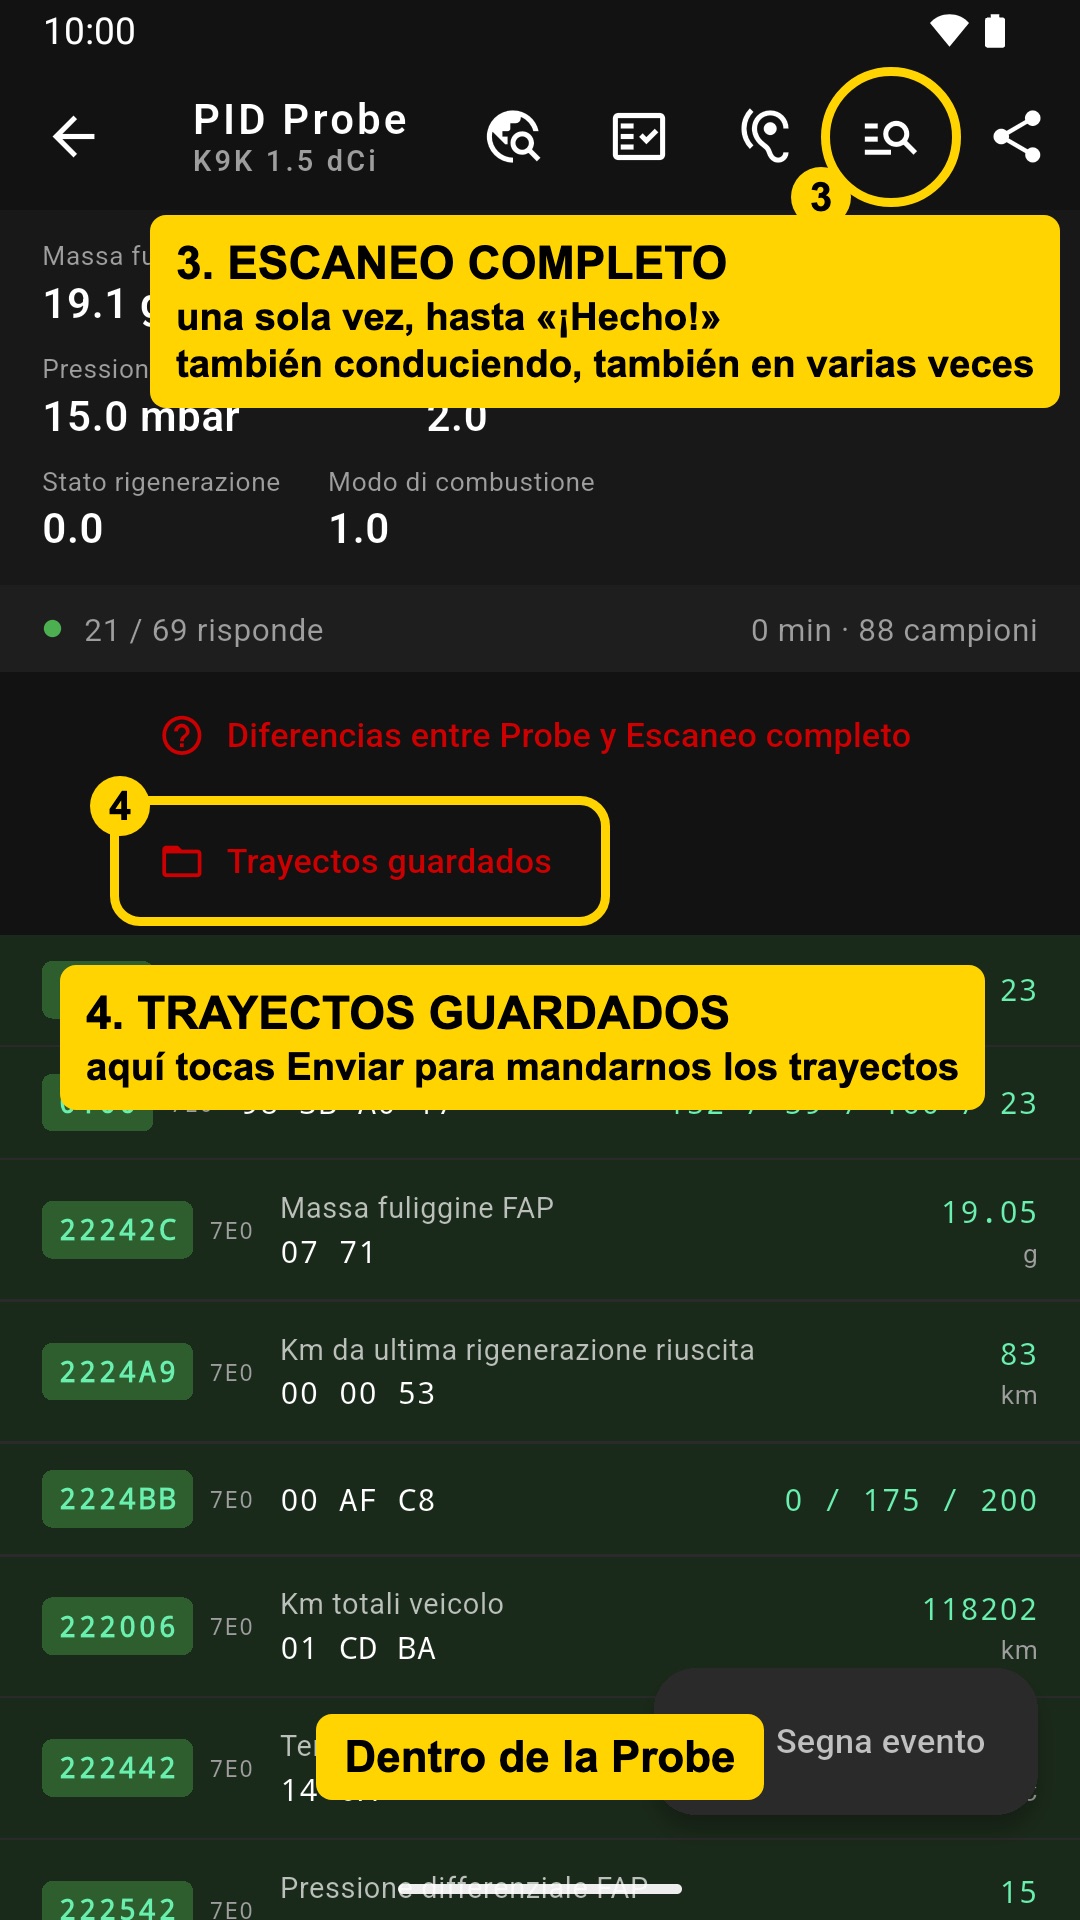 10:00
PID Probe
K9K 1.5 dCi
3
3. ESCANEO COMPLETO
una sola vez, hasta «¡Hecho!»
también conduciendo, también en varias veces
Massa fu
19.1 g
Pression
15.0 mbar 2.0
Stato rigenerazione Modo di combustione
0.0 1.0
21 / 69 risponde 0 min · 88 campioni
Diferencias entre Probe y Escaneo completo
4
Trayectos guardados
23
4. TRAYECTOS GUARDADOS
aquí tocas Enviar para mandarnos los trayectos
23
22242C 7E0 Massa fuliggine FAP 19.05
07 71 g
2224A9 7E0 Km da ultima rigenerazione riuscita 83
00 00 53 km
2224BB 7E0 00 AF C8 0 / 175 / 200
222006 7E0 Km totali veicolo 118202
01 CD BA km
Segna evento
Dentro de la Probe
222442 7E0 14
222542 7E0 Pressione differenziale FAP 15